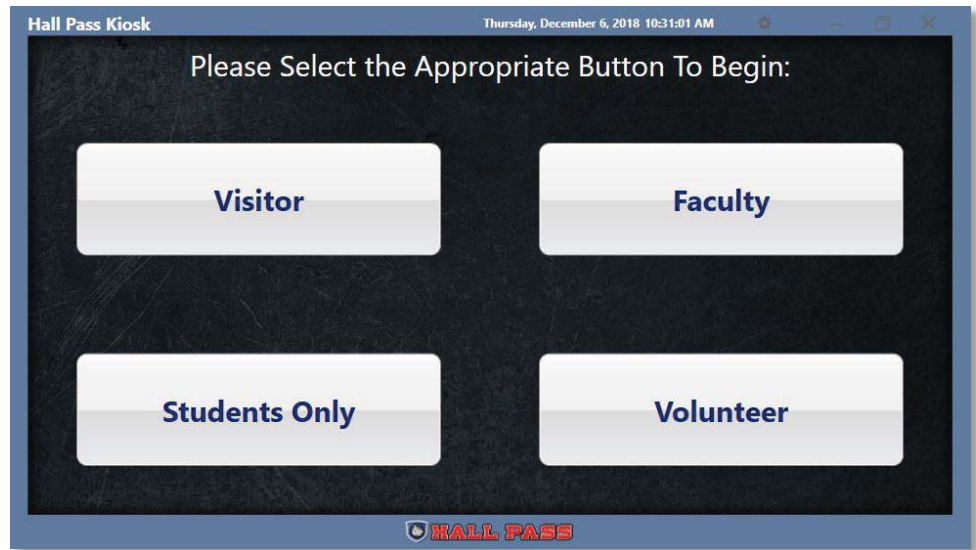 Hall Pass Kiosk Thursday, December 6, 2018 10:31:01 AM
Please Select the Appropriate Button To Begin:
Visitor Faculty
Students Only Volunteer
HALL PASS